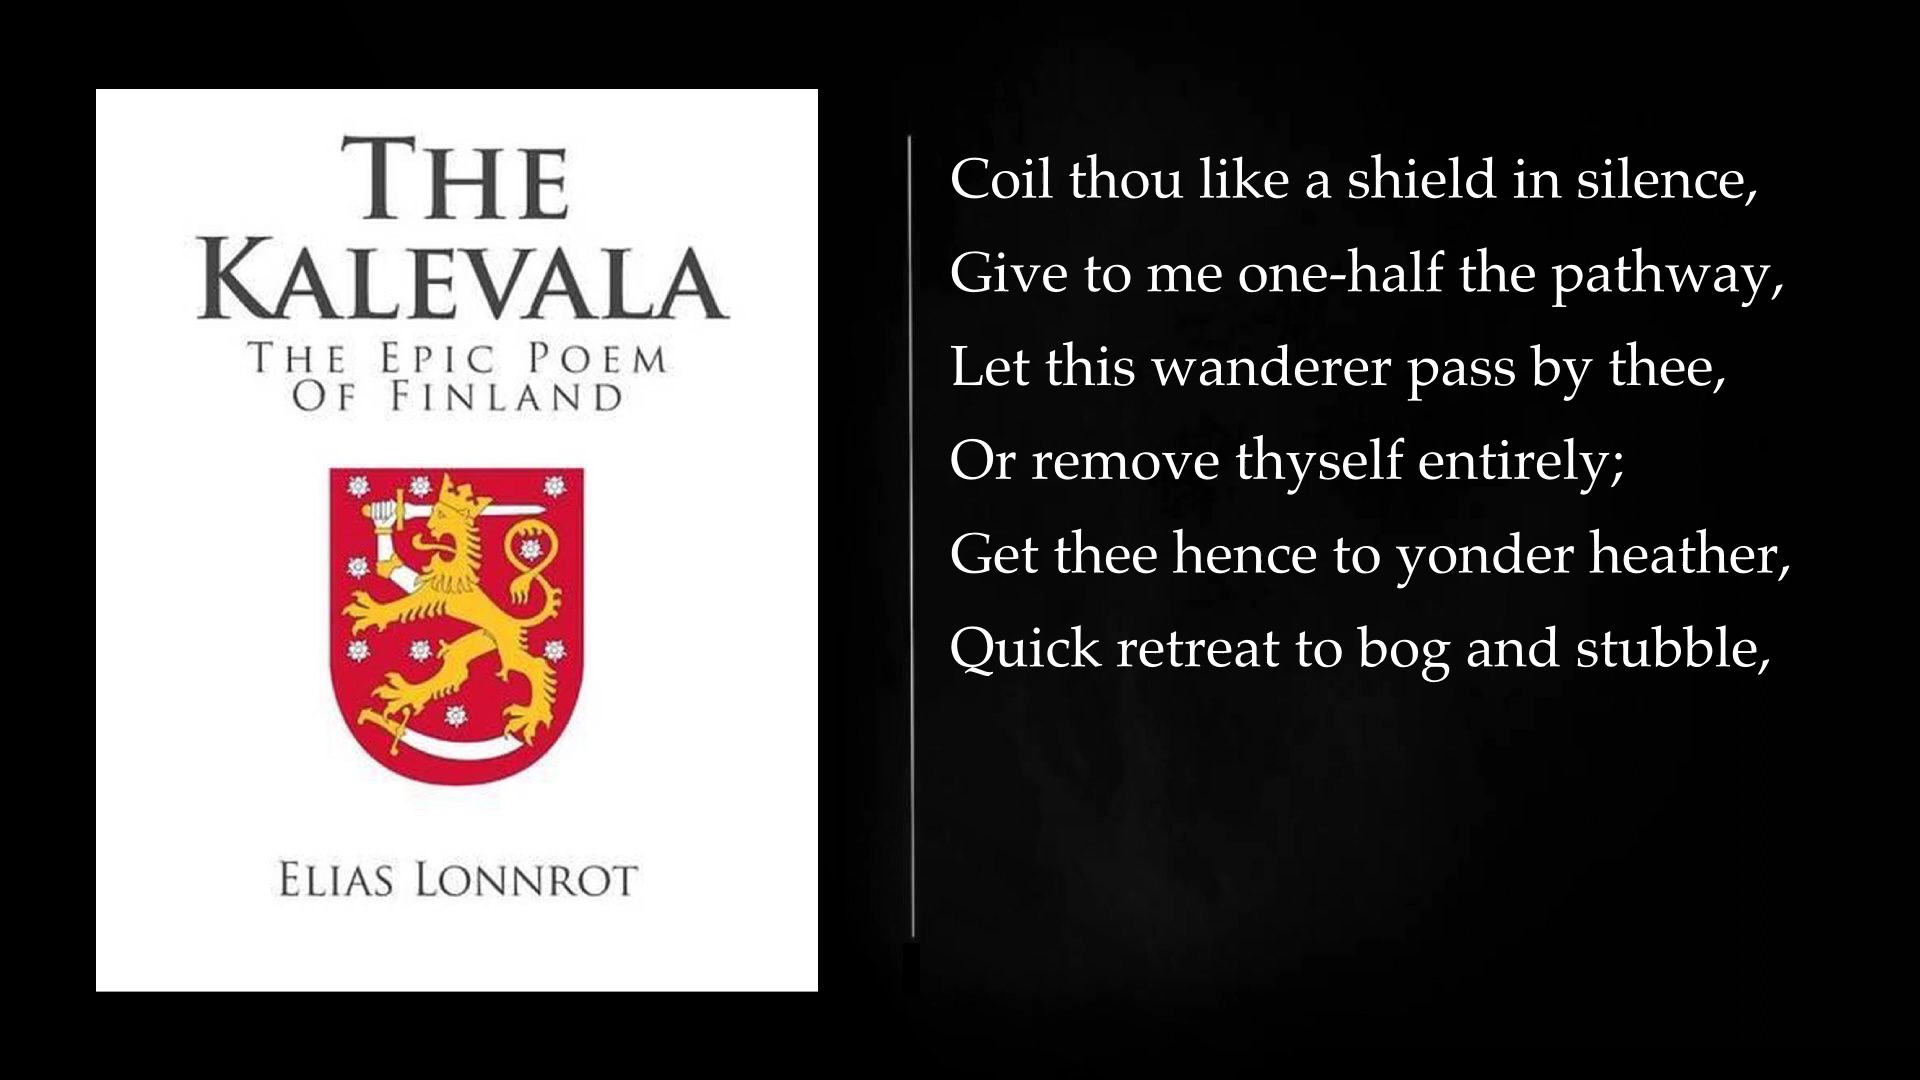 THE
KALEVALA
THE EPIC POEM
OF FINLAND
ELIAS LONNROT
Coil thou like a shield in silence,
Give to me one-half the pathway,
Let this wanderer pass by thee,
Or remove thyself entirely;
Get thee hence to yonder heather,
Quick retreat to bog and stubble,